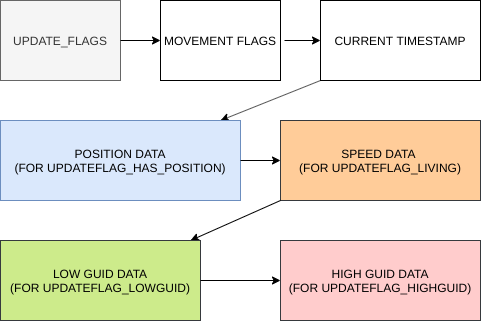 UPDATE_FLAGS
MOVEMENT FLAGS
CURRENT TIMESTAMP
POSITION DATA
(FOR UPDATEFLAG_HAS_POSITION)
SPEED DATA
(FOR UPDATEFLAG_LIVING)
LOW GUID DATA
(FOR UPDATEFLAG_LOWGUID)
HIGH GUID DATA
(FOR UPDATEFLAG_HIGHGUID)